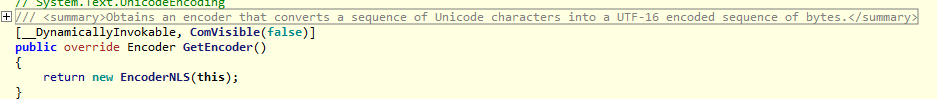 // System.Text.UnicodeEncoding
/// <summary>Obtains an encoder that converts a sequence of Unicode characters into a UTF-16 encoded sequence of bytes.</summary>
[__DynamicallyInvokable, ComVisible(false)]
public override Encoder GetEncoder()
{
return new EncoderNLS(this);
}